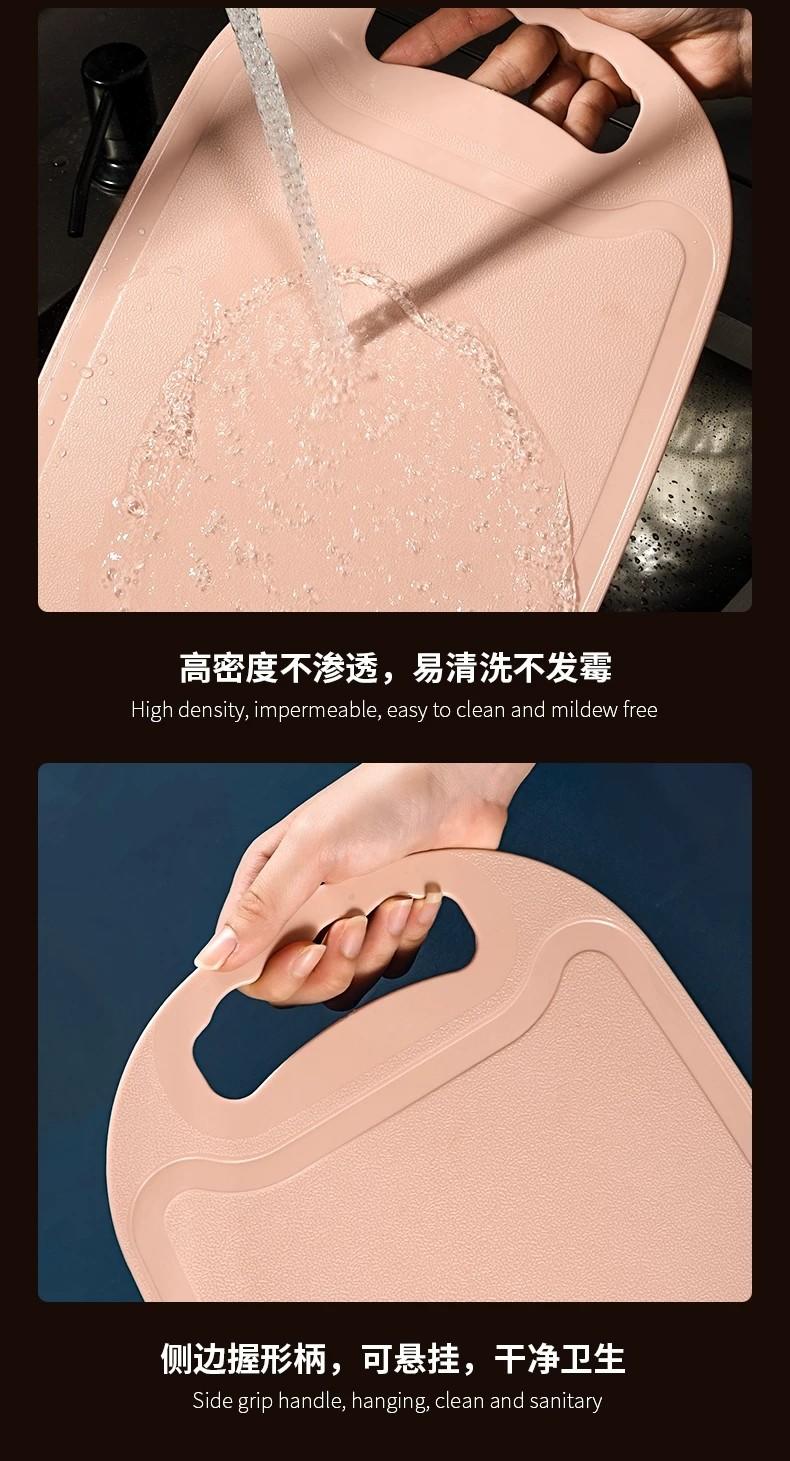 高密度不渗透，易清洗不发霉
High density, impermeable, easy to clean and mildew free
侧边握形柄，可悬挂，干净卫生
Side grip handle, hanging, clean and sanitary